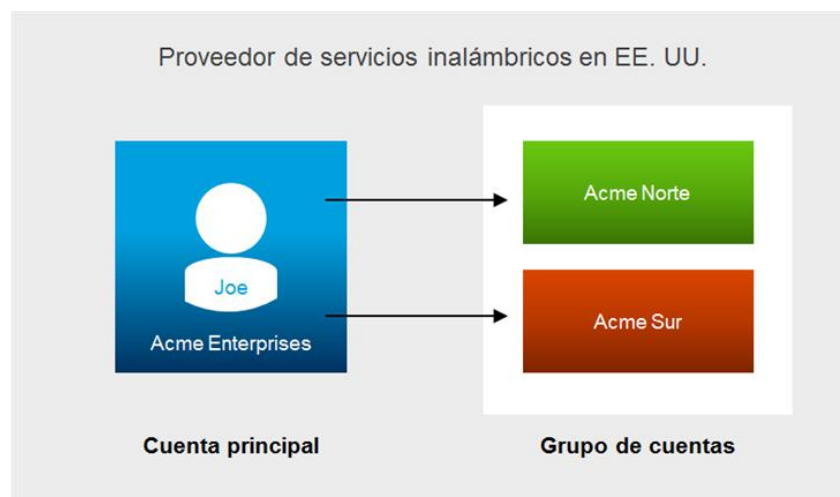 Proveedor de servicios inalámbricos en EE. UU.
Joe
Acme Enterprises
Acme Norte
Acme Sur
Cuenta principal
Grupo de cuentas